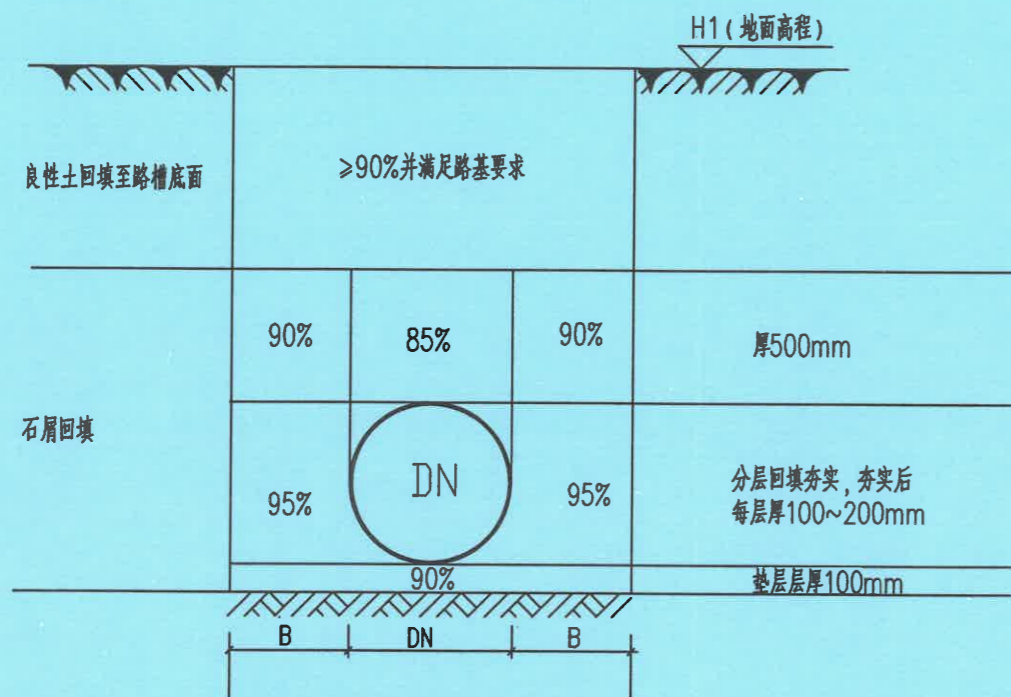 H1(地面高程)
良性土回填至路槽底面
≥90%并满足路基要求
90%
85%
90%
厚500mm
石屑回填
DN
95%
95%
分层回填夯实,夯实后
每层厚100~200mm
90%
垫层层厚100mm
B
DN
B